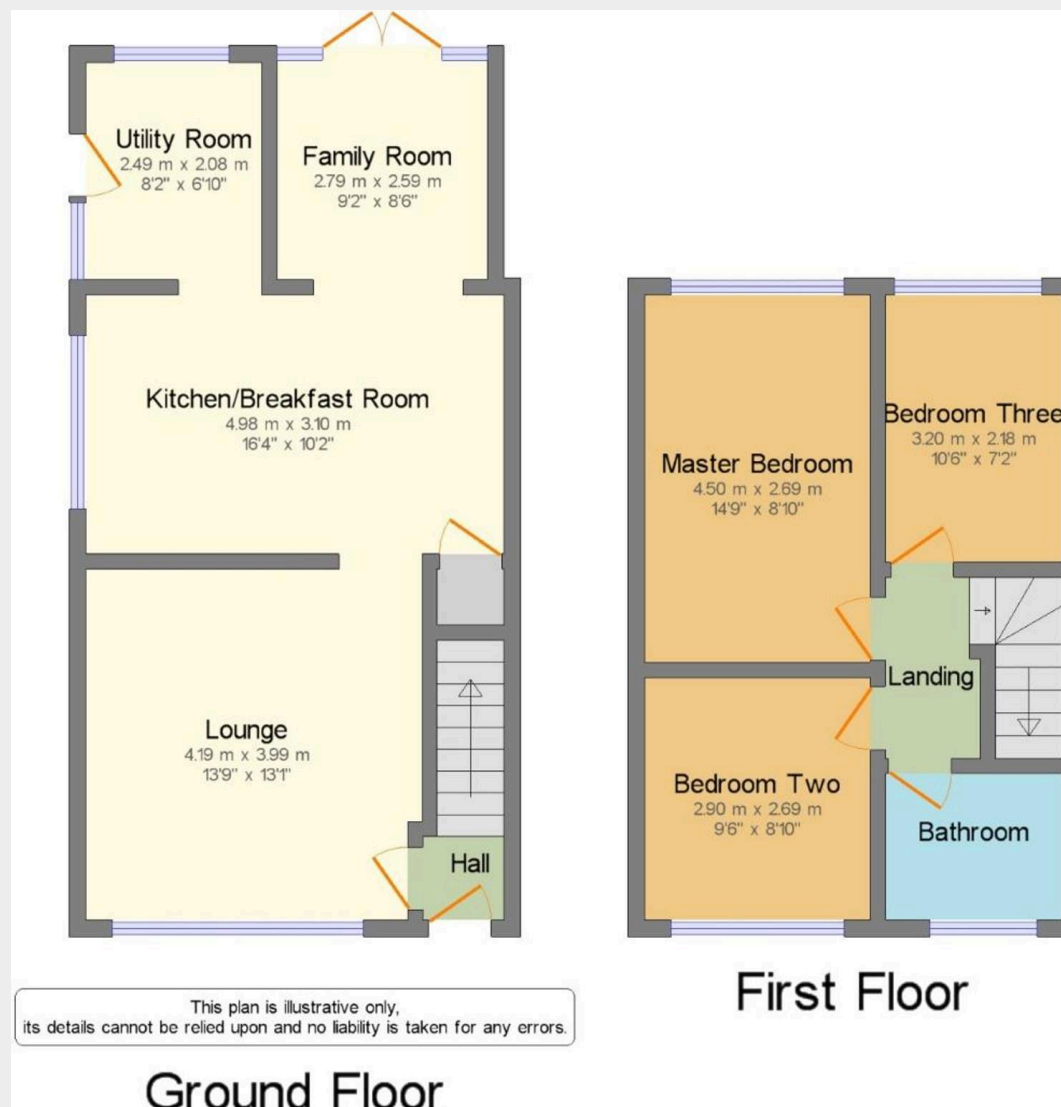 Utility Room
2.49 m x 2.08 m
8'2" x 6'10"
Family Room
2.79 m x 2.59 m
9'2" x 8'6"
Kitchen/Breakfast Room
4.98 m x 3.10 m
16'4" x 10'2"
Lounge
4.19 m x 3.99 m
13'9" x 13'1"
Hall
This plan is illustrative only,
its details cannot be relied upon and no liability is taken for any errors.
Ground Floor
Bedroom Three
3.20 m x 2.18 m
10'6" x 7'2"
Master Bedroom
4.50 m x 2.69 m
14'9" x 8'10"
Landing
Bedroom Two
2.90 m x 2.69 m
9'6" x 8'10"
Bathroom
First Floor